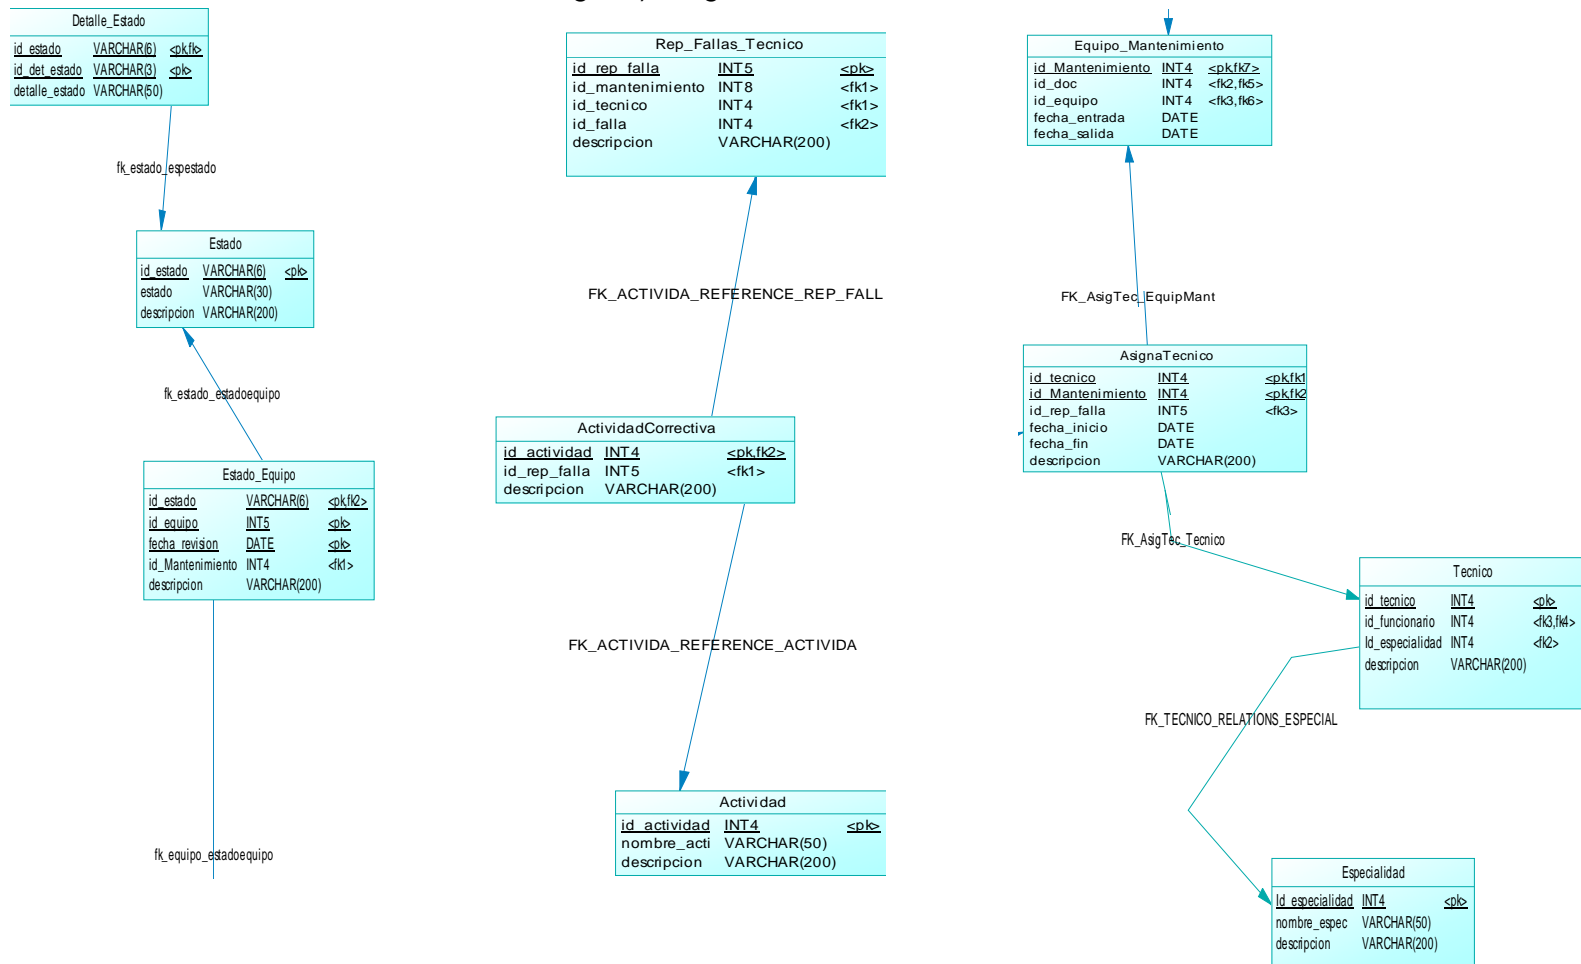 Detalle_Estado
id_estado VARCHAR(6) <pk,fk>
id_det_estado VARCHAR(3) <pk>
detalle_estado VARCHAR(50)
fk_estado_espestado
Estado
id_estado VARCHAR(6) <pk>
estado VARCHAR(30)
descripcion VARCHAR(200)
fk_estado_estadoequipo
Estado_Equipo
id_estado VARCHAR(6) <pk,fk2>
id_equipo INT5 <pk>
fecha_revision DATE <pk>
id_Mantenimiento INT4 <fk1>
descripcion VARCHAR(200)
fk_equipo_estadoequipo
Rep_Fallas_Tecnico
id_rep_falla INT5 <pk>
id_mantenimiento INT8 <fk1>
id_tecnico INT4 <fk1>
id_falla INT4 <fk2>
descripcion VARCHAR(200)
FK_ACTIVIDA_REFERENCE_REP_FALL
ActividadCorrectiva
id_actividad INT4 <pk,fk2>
id_rep_falla INT5 <fk1>
descripcion VARCHAR(200)
FK_ACTIVIDA_REFERENCE_ACTIVIDA
Actividad
id_actividad INT4 <pk>
nombre_acti VARCHAR(50)
descripcion VARCHAR(200)
Equipo_Mantenimiento
id_Mantenimiento INT4 <pk,fk7>
id_doc INT4 <fk2,fk5>
id_equipo INT4 <fk3,fk6>
fecha_entrada DATE
fecha_salida DATE
FK_AsigTec_EquipMant
AsignaTecnico
id_tecnico INT4 <pk,fk1
id_Mantenimiento INT4 <pk,fk2
id_rep_falla INT5 <fk3>
fecha_inicio DATE
fecha_fin DATE
descripcion VARCHAR(200)
FK_AsigTec_Tecnico
Tecnico
id_tecnico INT4 <pk>
id_funcionario INT4 <fk3,fk4>
Id_especialidad INT4 <fk2>
descripcion VARCHAR(200)
FK_TECNICO_RELATIONS_ESPECIAL
Especialidad
Id_especialidad INT4 <pk>
nombre_espec VARCHAR(50)
descripcion VARCHAR(200)